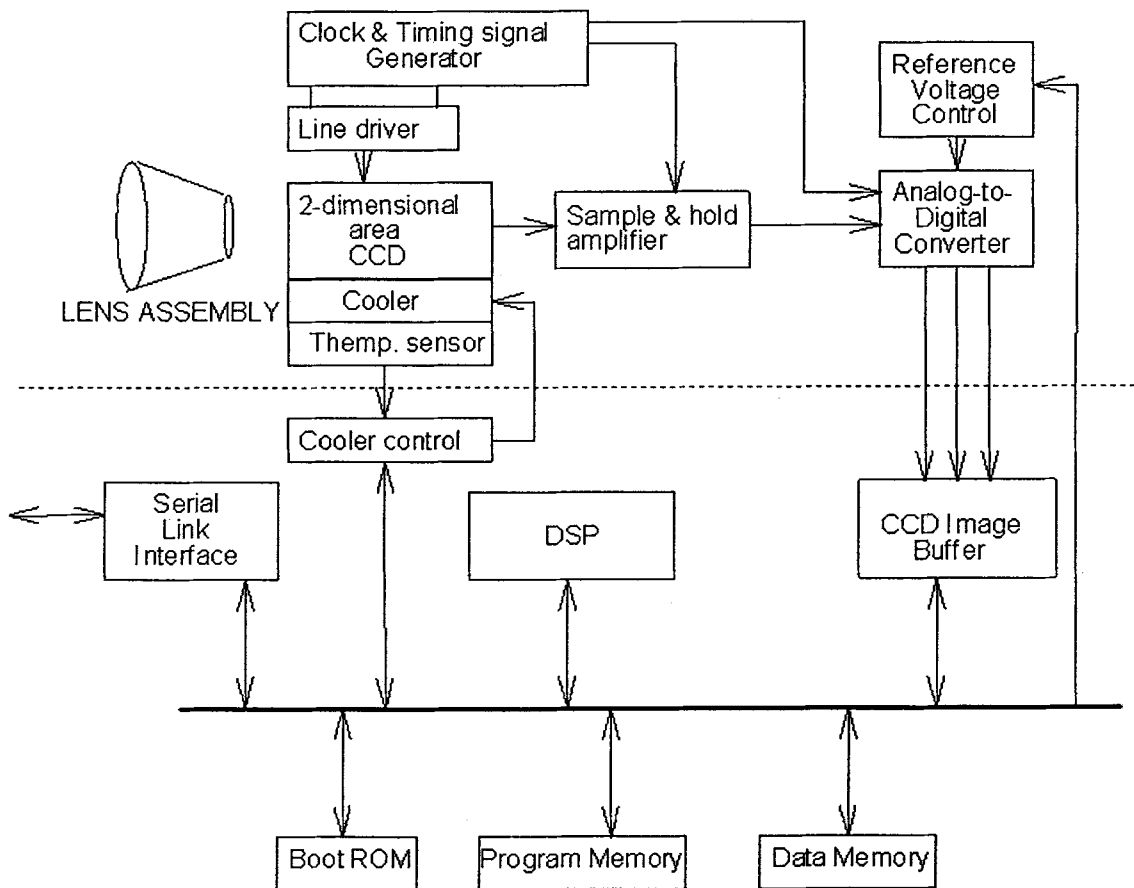 Clock & Timing signal
Generator
Reference
Voltage
Control
Line driver
2-dimensional
area
CCD
Sample & hold
amplifier
Analog-to-
Digital
Converter
LENS ASSEMBLY
Cooler
Themp. sensor
Cooler control
Serial
Link
Interface
DSP
CCD Image
Buffer
Boot ROM
Program Memory
Data Memory